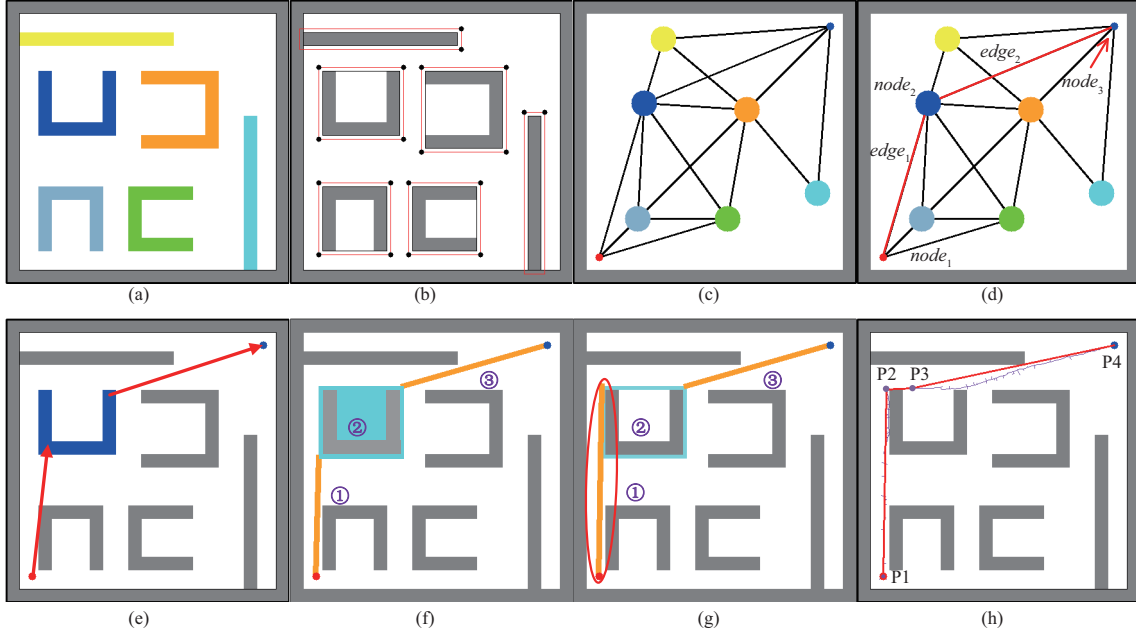 edge₂
node₂
node₃
edge₁
node₁
(a)
(b)
(c)
(d)
P2
P3
P4
③
③
②
②
①
①
P1
(e)
(f)
(g)
(h)